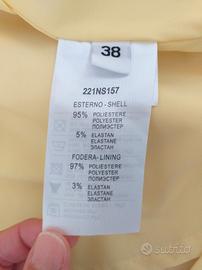 38
221NS157
ESTERNO - SHELL
95% POLIESTERE
POLYESTER
ПОЛИЭСТЕР
5% ELASTAN
ELASTANE
ЭЛАСТАН
FODERA - LINING
97% POLIESTERE
POLYESTER
ПОЛИЭСТЕР
3% ELASTAN
ELASTANE
ЭЛАСТАН
subito